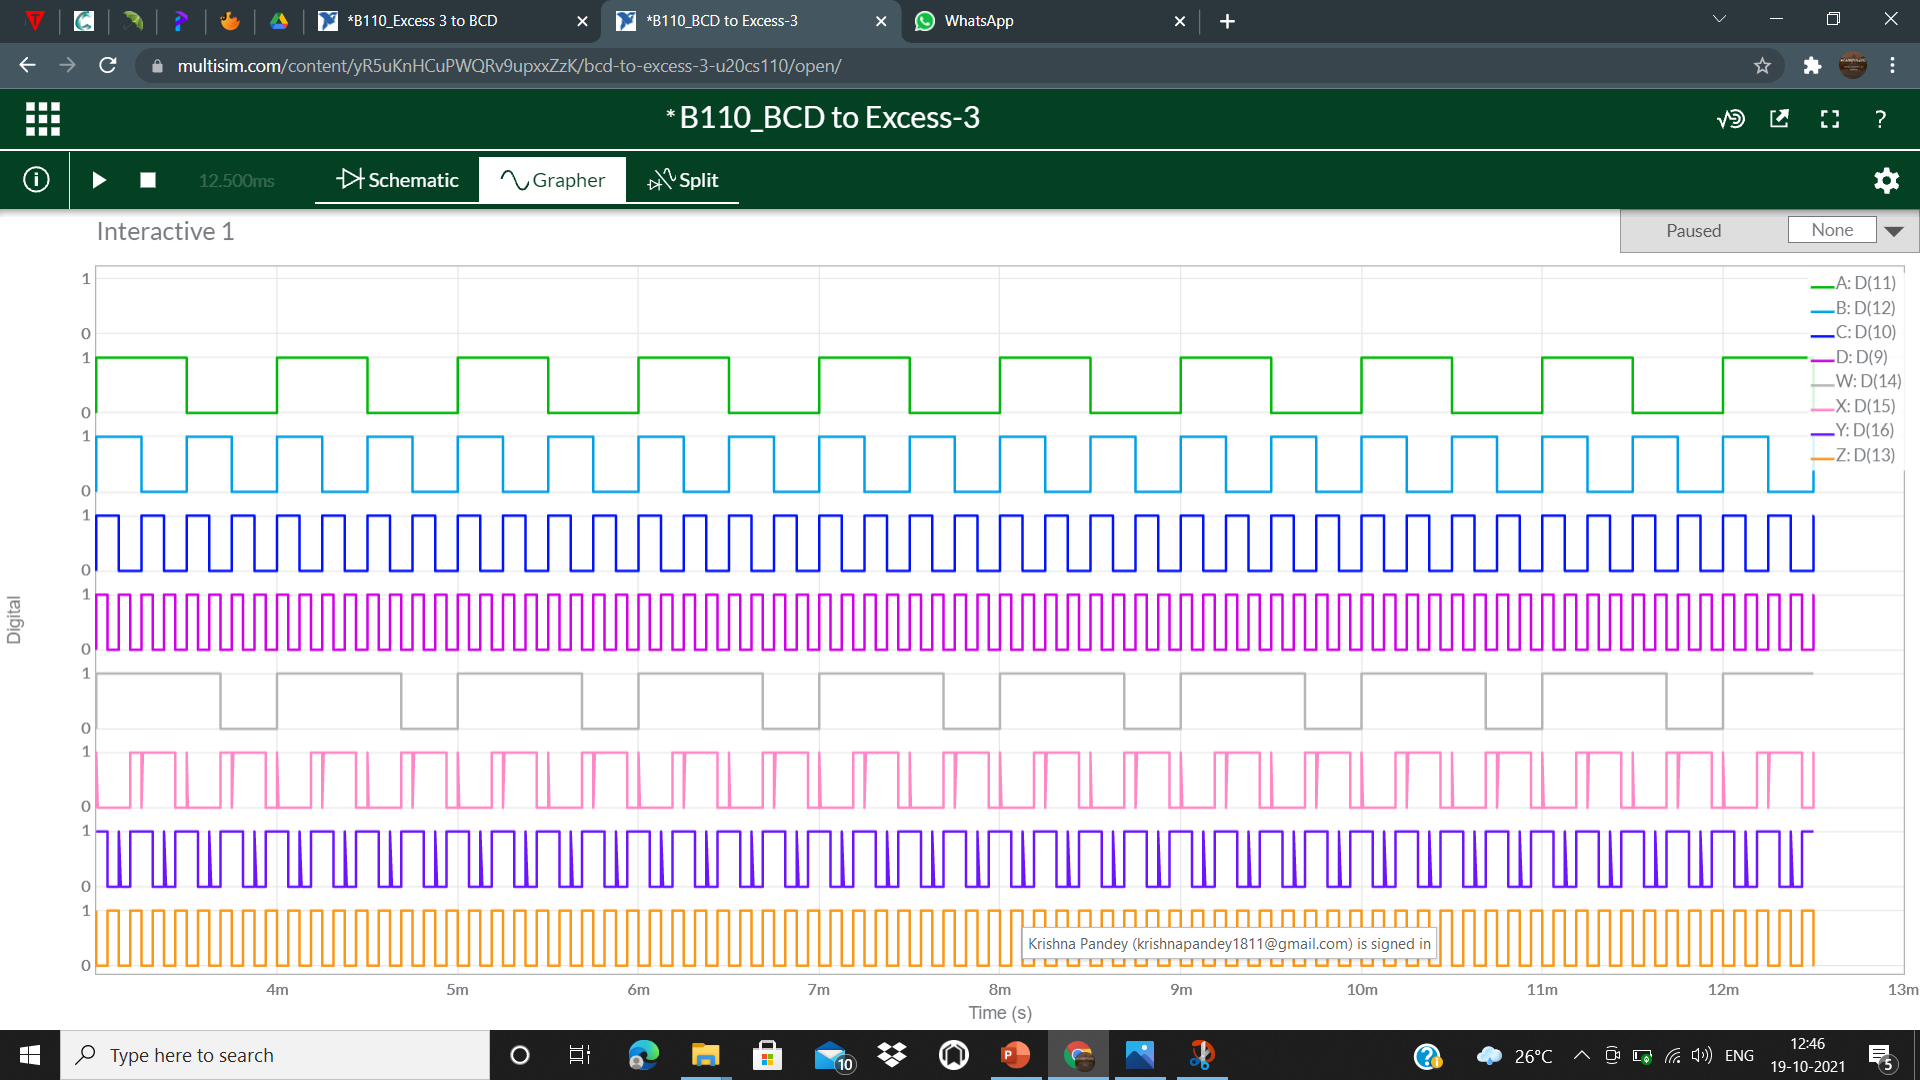 *B110_Excess 3 to BCD
*B110_BCD to Excess-3
WhatsApp
multisim.com/content/yR5uKnHCuPWQRv9upxxZzK/bcd-to-excess-3-u20cs110/open/
*B110_BCD to Excess-3
?
12.500ms
Schematic
Grapher
Split
Interactive 1
Paused
None
1
0
1
0
1
0
1
0
1
0
1
0
1
0
1
0
1
0
A: D(11)
B: D(12)
C: D(10)
D: D(9)
W: D(14)
X: D(15)
Y: D(16)
Z: D(13)
Digital
Krishna Pandey (krishnapandey1811@gmail.com) is signed in
4m 5m 6m 7m 8m 9m 10m 11m 12m 13m
Time (s)
Type here to search
10
26°C
ENG
12:46
19-10-2021
5